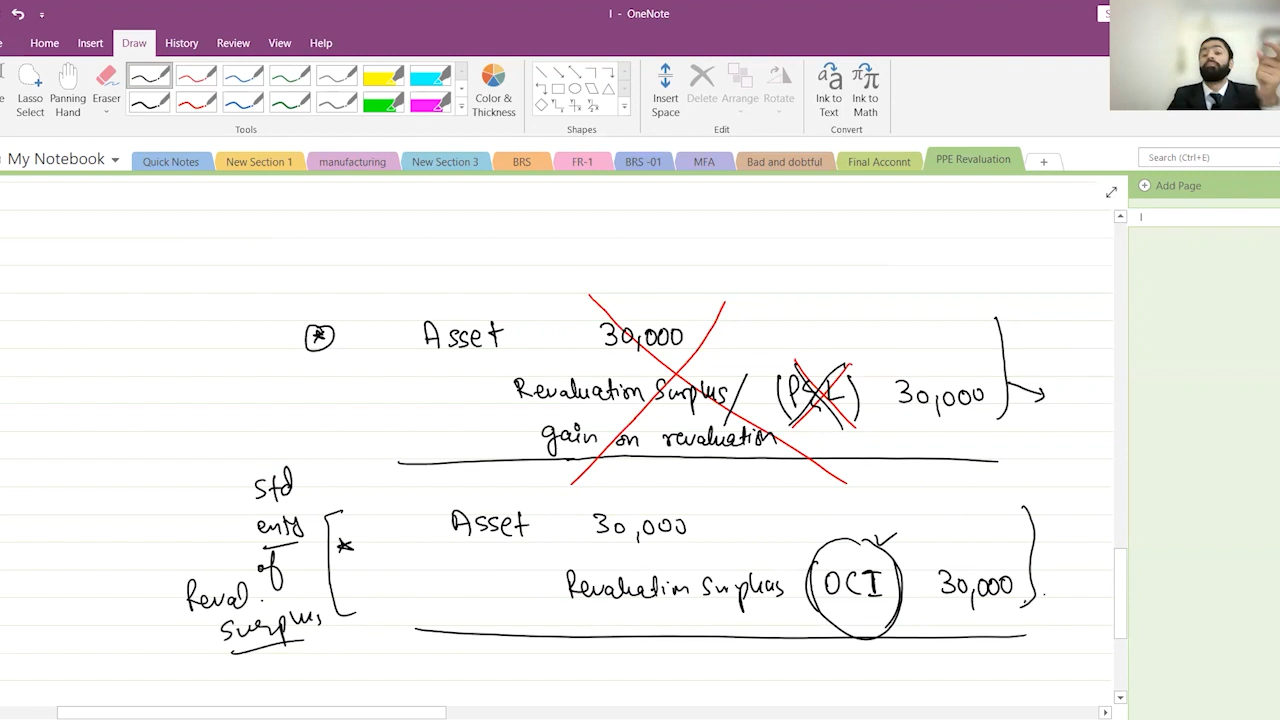 I - OneNote
Home Insert Draw History Review View Help
Lasso Select
Panning Hand
Eraser
Color & Thickness
Insert Space
Delete
Arrange
Rotate
Ink to Text
Ink to Math
Tools
Shapes
Edit
Convert
My Notebook
Quick Notes New Section 1 manufacturing New Section 3 BRS FR-1 BRS -01 MFA Bad and dobtful Final Acconnt PPE Revaluation +
Search (Ctrl+E)
Add Page
I
Asset 30,000
Revaluation Surplus / (P&L) 30,000
gain on revaluation
Std
entry
of
Reval.
surplus
Asset 30,000
Revaluation Surplus OCI 30,000